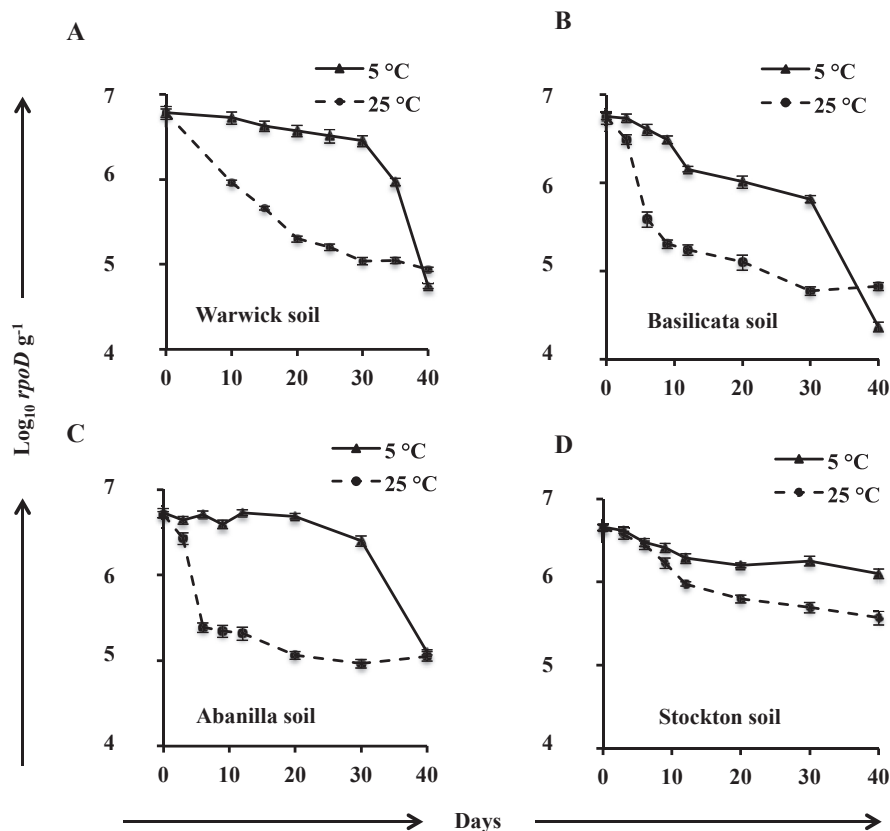 A
5 °C
25 °C
7
6
5
4
0 10 20 30 40
Warwick soil
B
5 °C
25 °C
7
6
5
4
0 10 20 30 40
Basilicata soil
Log₁₀ rpoD g⁻¹
C
5 °C
25 °C
7
6
5
4
0 10 20 30 40
Abanilla soil
D
5 °C
25 °C
7
6
5
4
0 10 20 30 40
Stockton soil
Days